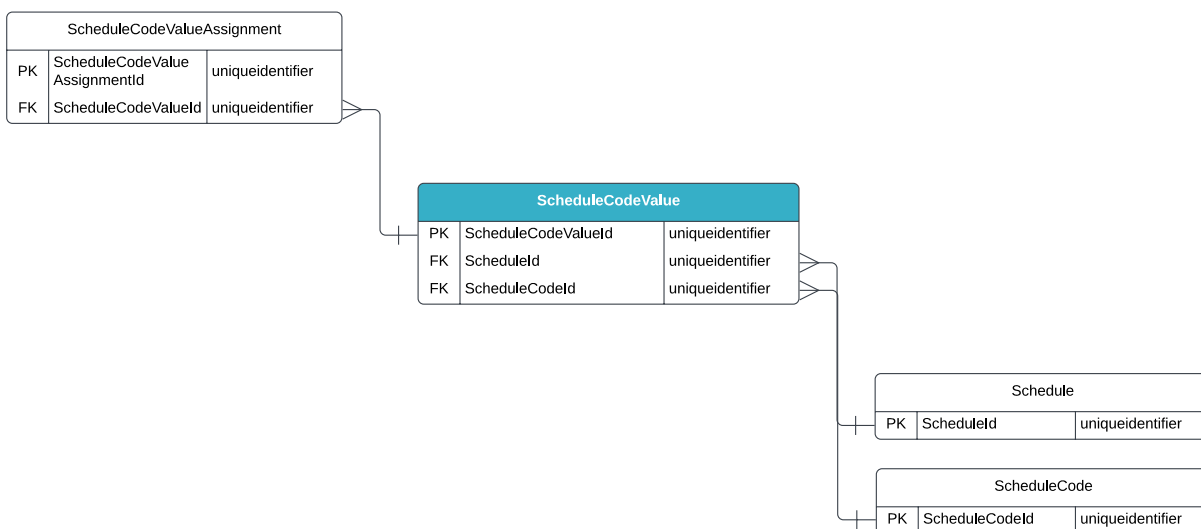 ScheduleCodeValueAssignment
PK ScheduleCodeValue uniqueidentifier
AssignmentId
FK ScheduleCodeValueId uniqueidentifier
ScheduleCodeValue
PK ScheduleCodeValueId uniqueidentifier
FK ScheduleId uniqueidentifier
FK ScheduleCodeId uniqueidentifier
Schedule
PK ScheduleId uniqueidentifier
ScheduleCode
PK ScheduleCodeId uniqueidentifier